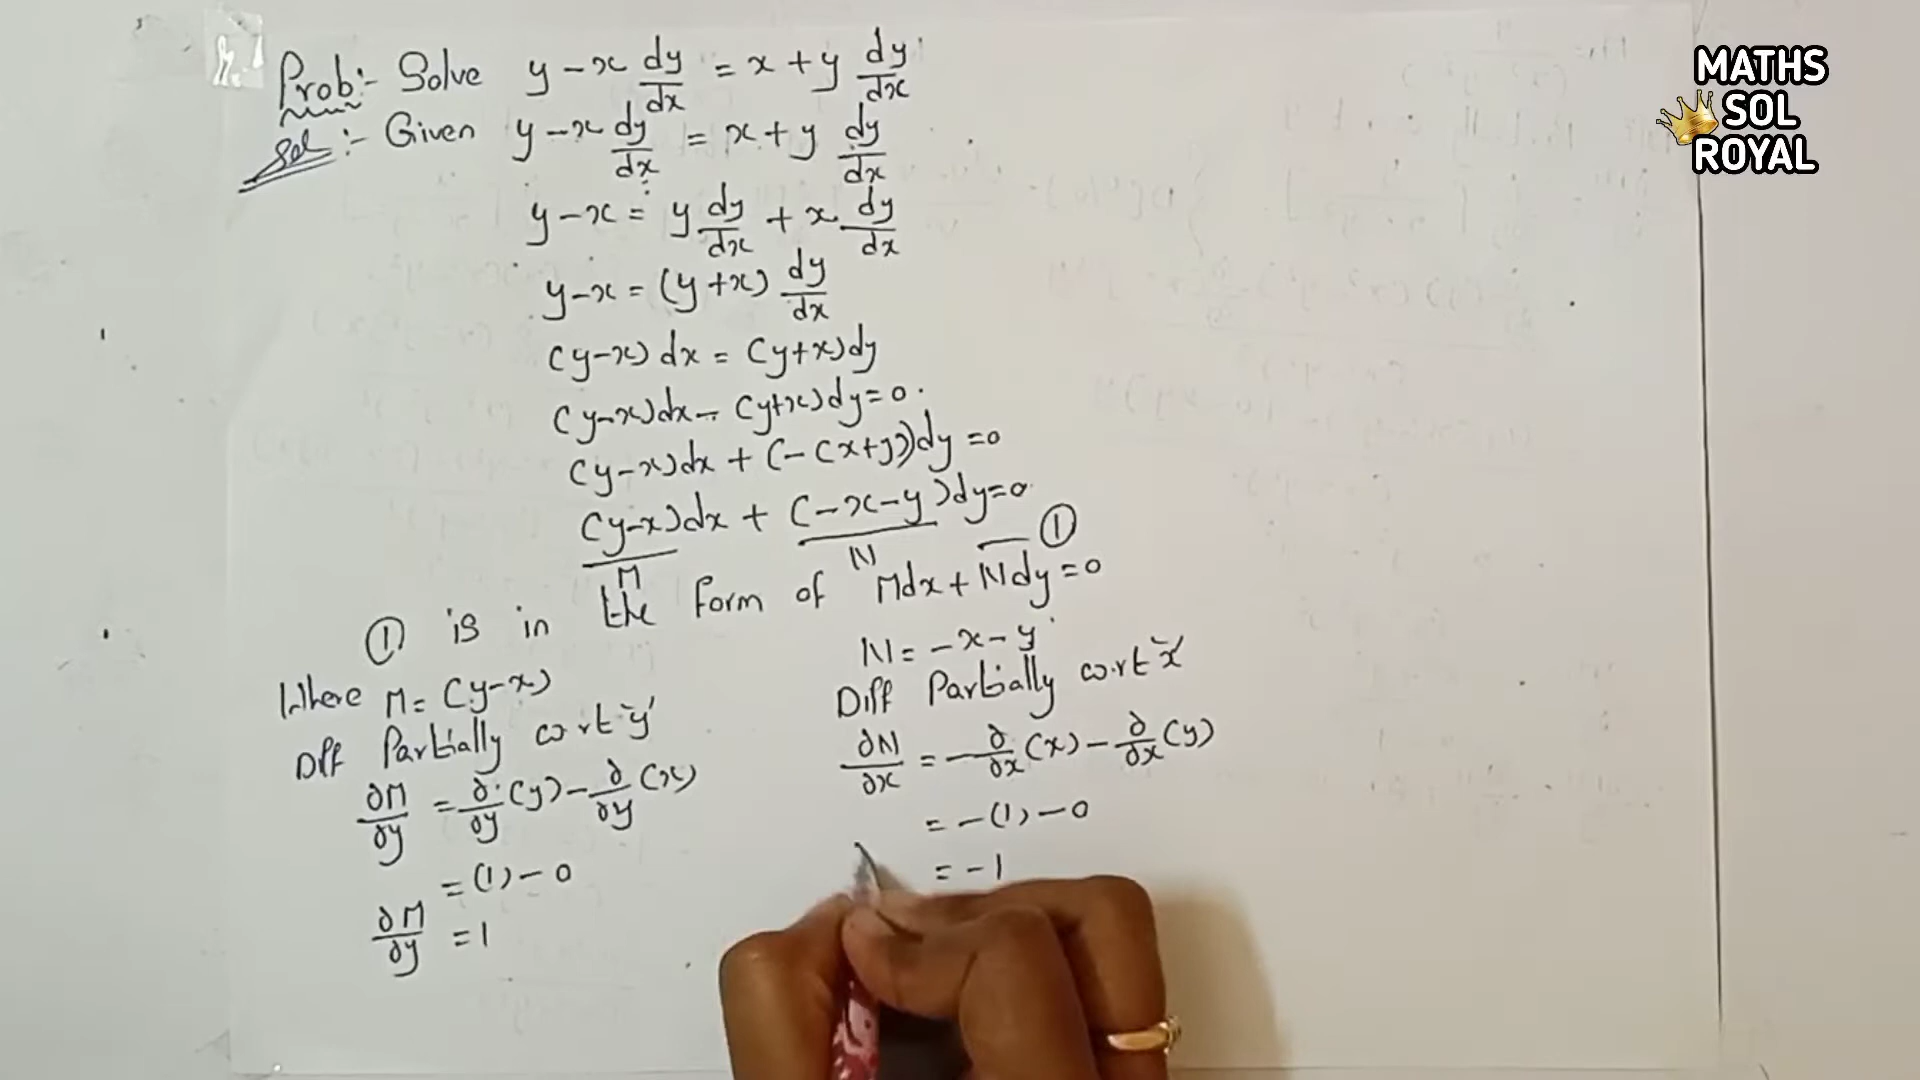 Prob:- Solve y-x dy/dx = x+y dy/dx.
Sol:- Given y-x dy/dx = x+y dy/dx
y-x = y dy/dx + x dy/dx
y-x = (y+x) dy/dx
(y-x) dx = (y+x)dy
(y-x)dx - (y+x)dy=0.
(y-x)dx + (-(x+y))dy =0
(y-x)dx + (-x-y)dy=0 — ①
M N
① is in the form of Mdx+Ndy=0
Where M= (y-x)
Diff Partially w.r.t 'y'
∂M/∂y = ∂/∂y (y) - ∂/∂y (x)
= (1) - 0
∂M/∂y = 1
N= -x-y
Diff Partially w.r.t 'x'
∂N/∂x = -∂/∂x (x) - ∂/∂x (y)
= -(1) - 0
= -1
MATHS
SOL
ROYAL